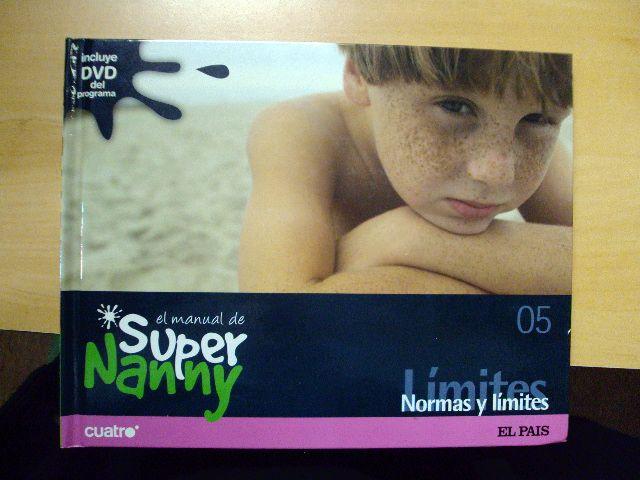 incluye
DVD
del
programa
el manual de
Super
Nanny
05
Límites
Normas y límites
cuatro
EL PAIS